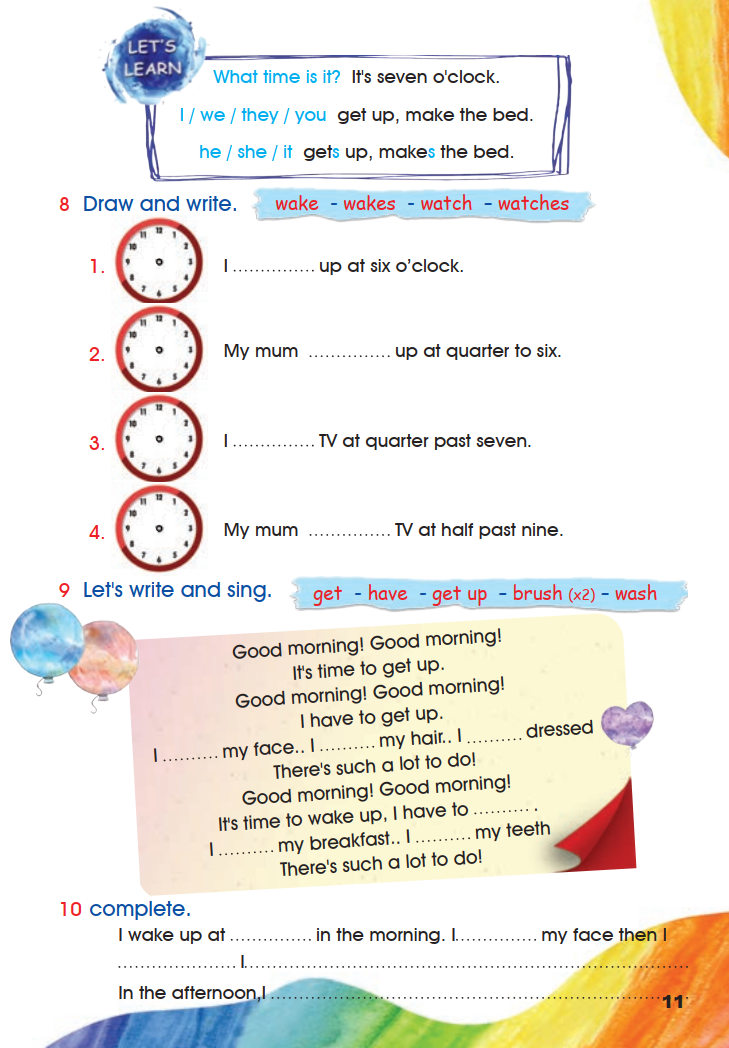 LET'S
LEARN
What time is it? It's seven o'clock.
I / we / they / you get up, make the bed.
he / she / it gets up, makes the bed.
8 Draw and write. wake - wakes - watch - watches
1. I ............... up at six o'clock.
2. My mum ............... up at quarter to six.
3. I ............... TV at quarter past seven.
4. My mum ............... TV at half past nine.
9 Let's write and sing. get - have - get up - brush (x2) - wash
Good morning! Good morning!
It's time to get up.
Good morning! Good morning!
I have to get up.
I .......... my face.. I .......... my hair.. I .......... dressed
There's such a lot to do!
Good morning! Good morning!
It's time to wake up, I have to .......... .
I .......... my breakfast.. I .......... my teeth
There's such a lot to do!
10 complete.
I wake up at ............... in the morning. I............... my face then I
..................... I................................................................................
In the afternoon,I ...........................................................................
11